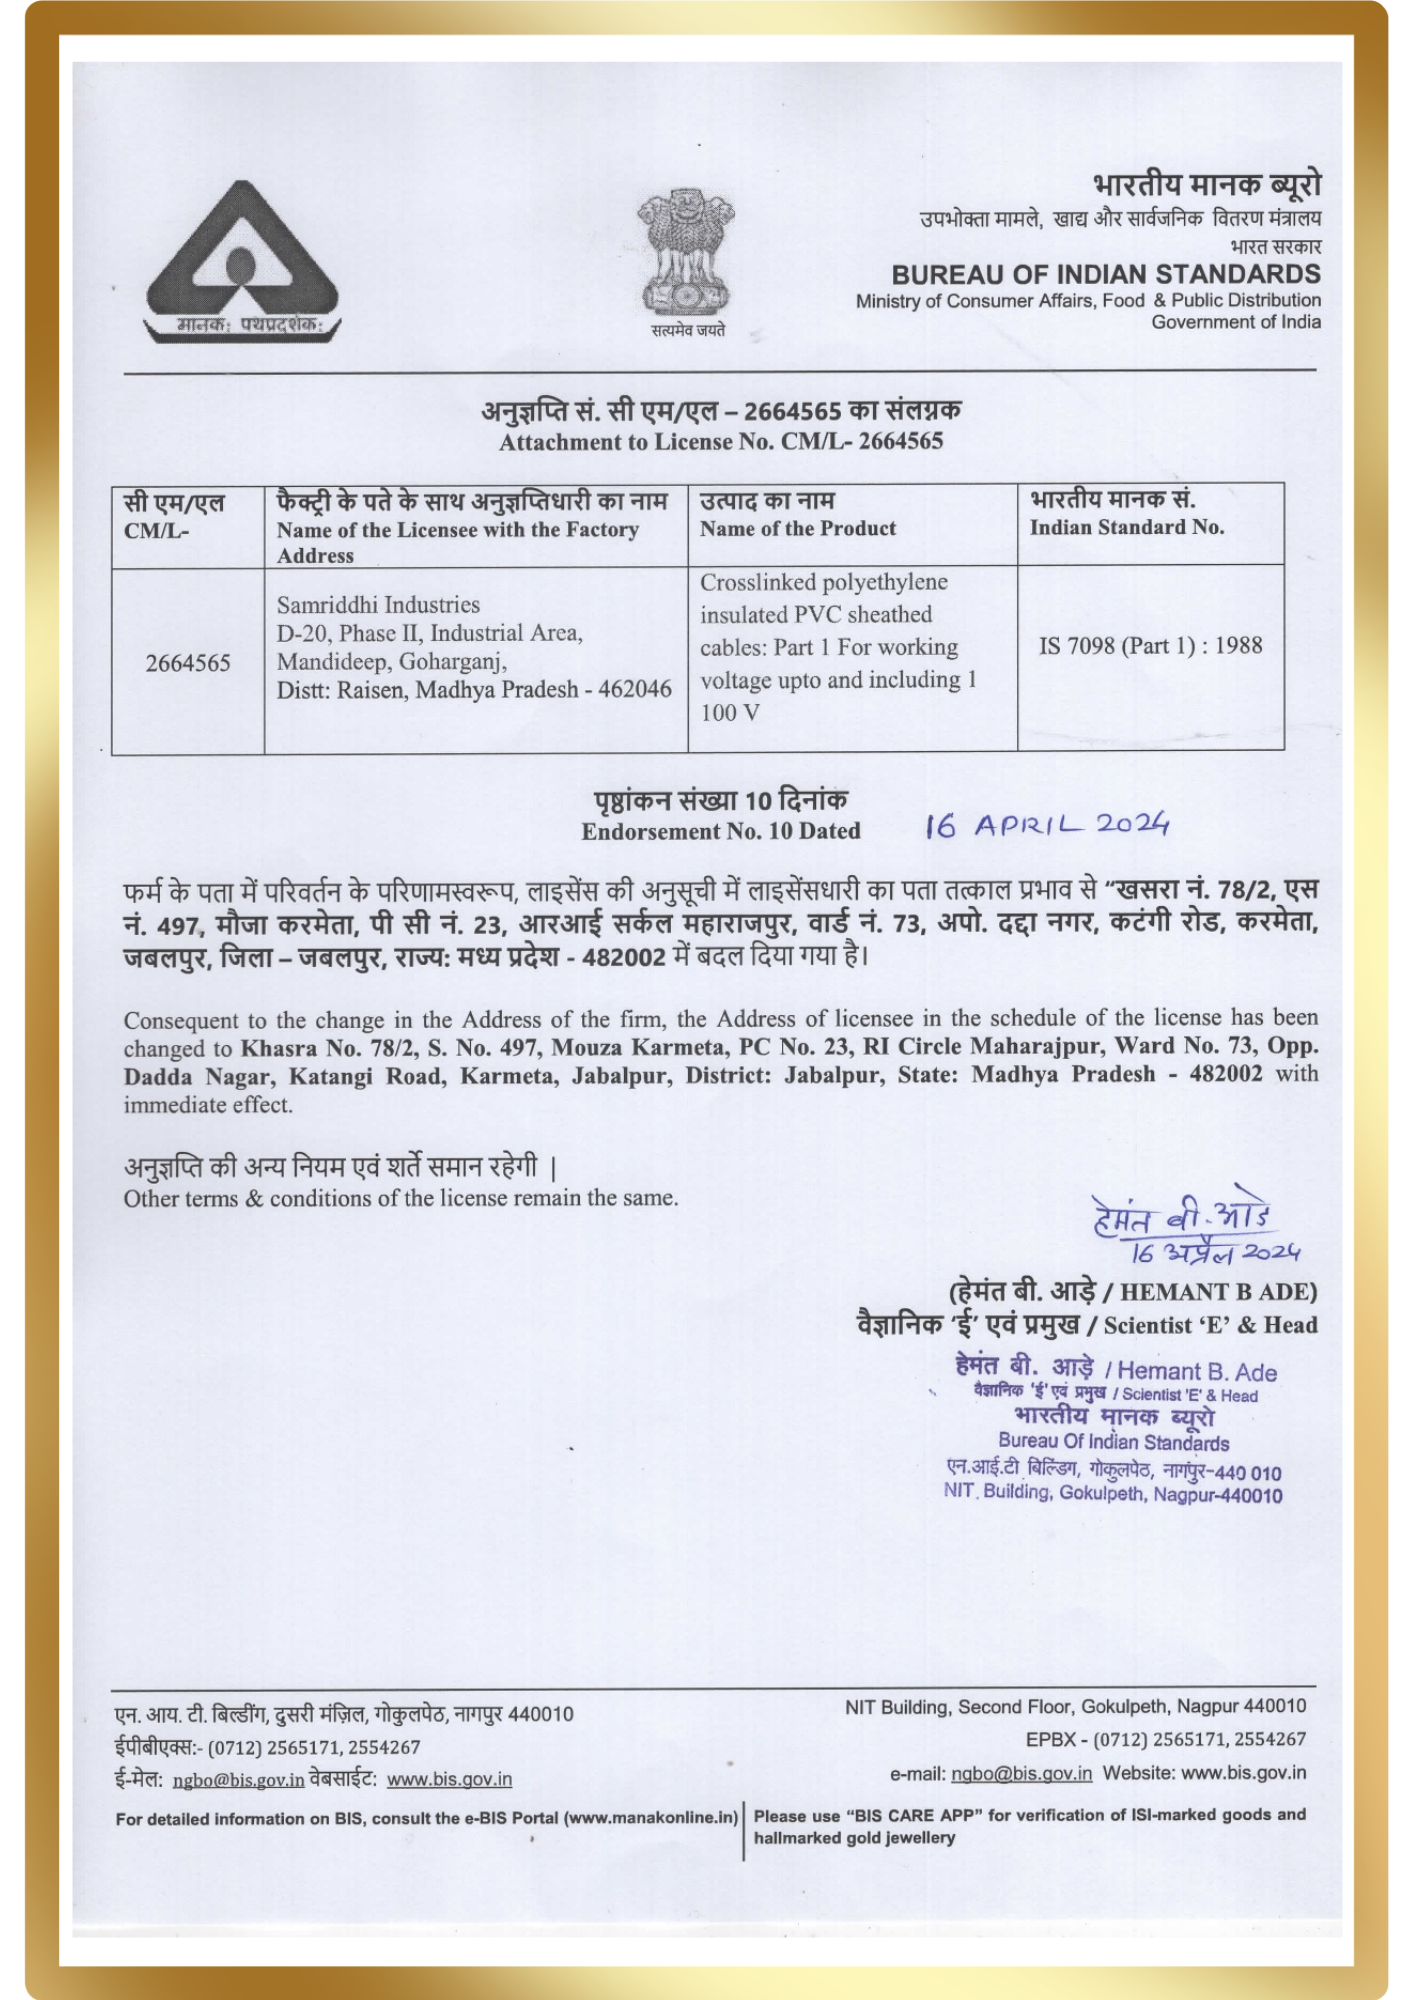 मानक: पथप्रदर्शक:
सत्यमेव जयते
भारतीय मानक ब्यूरो
उपभोक्ता मामले, खाद्य और सार्वजनिक वितरण मंत्रालय
भारत सरकार
BUREAU OF INDIAN STANDARDS
Ministry of Consumer Affairs, Food & Public Distribution
Government of India
अनुज्ञप्ति सं. सी एम/एल – 2664565 का संलग्नक
Attachment to License No. CM/L- 2664565
सी एम/एल
CM/L-
फैक्ट्री के पते के साथ अनुज्ञप्तिधारी का नाम
Name of the Licensee with the Factory
Address
उत्पाद का नाम
Name of the Product
भारतीय मानक सं.
Indian Standard No.
2664565
Samriddhi Industries
D-20, Phase II, Industrial Area,
Mandideep, Goharganj,
Distt: Raisen, Madhya Pradesh - 462046
Crosslinked polyethylene
insulated PVC sheathed
cables: Part 1 For working
voltage upto and including 1
100 V
IS 7098 (Part 1) : 1988
पृष्ठांकन संख्या 10 दिनांक
Endorsement No. 10 Dated 16 APRIL 2024
फर्म के पता में परिवर्तन के परिणामस्वरूप, लाइसेंस की अनुसूची में लाइसेंसधारी का पता तत्काल प्रभाव से “खसरा नं. 78/2, एस
नं. 497, मौजा करमेता, पी सी नं. 23, आरआई सर्कल महाराजपुर, वार्ड नं. 73, अपो. दद्दा नगर, कटंगी रोड, करमेता,
जबलपुर, जिला – जबलपुर, राज्य: मध्य प्रदेश - 482002 में बदल दिया गया है।
Consequent to the change in the Address of the firm, the Address of licensee in the schedule of the license has been
changed to Khasra No. 78/2, S. No. 497, Mouza Karmeta, PC No. 23, RI Circle Maharajpur, Ward No. 73, Opp.
Dadda Nagar, Katangi Road, Karmeta, Jabalpur, District: Jabalpur, State: Madhya Pradesh - 482002 with
immediate effect.
अनुज्ञप्ति की अन्य नियम एवं शर्ते समान रहेगी |
Other terms & conditions of the license remain the same.
हेमंत बी. आडे
16 अप्रैल 2024
(हेमंत बी. आड़े / HEMANT B ADE)
वैज्ञानिक ‘ई’ एवं प्रमुख / Scientist ‘E’ & Head
हेमंत बी. आड़े / Hemant B. Ade
वैज्ञानिक 'ई' एवं प्रमुख / Scientist 'E' & Head
भारतीय मानक ब्यूरो
Bureau Of Indian Standards
एन.आई.टी बिल्डिंग, गोकुलपेठ, नागपुर-440 010
NIT. Building, Gokulpeth, Nagpur-440010
एन. आय. टी. बिल्डींग, दुसरी मंज़िल, गोकुलपेठ, नागपुर 440010
ईपीबीएक्स:- (0712) 2565171, 2554267
ई-मेल: ngbo@bis.gov.in वेबसाईट: www.bis.gov.in
NIT Building, Second Floor, Gokulpeth, Nagpur 440010
EPBX - (0712) 2565171, 2554267
e-mail: ngbo@bis.gov.in Website: www.bis.gov.in
For detailed information on BIS, consult the e-BIS Portal (www.manakonline.in)
Please use “BIS CARE APP” for verification of ISI-marked goods and
hallmarked gold jewellery